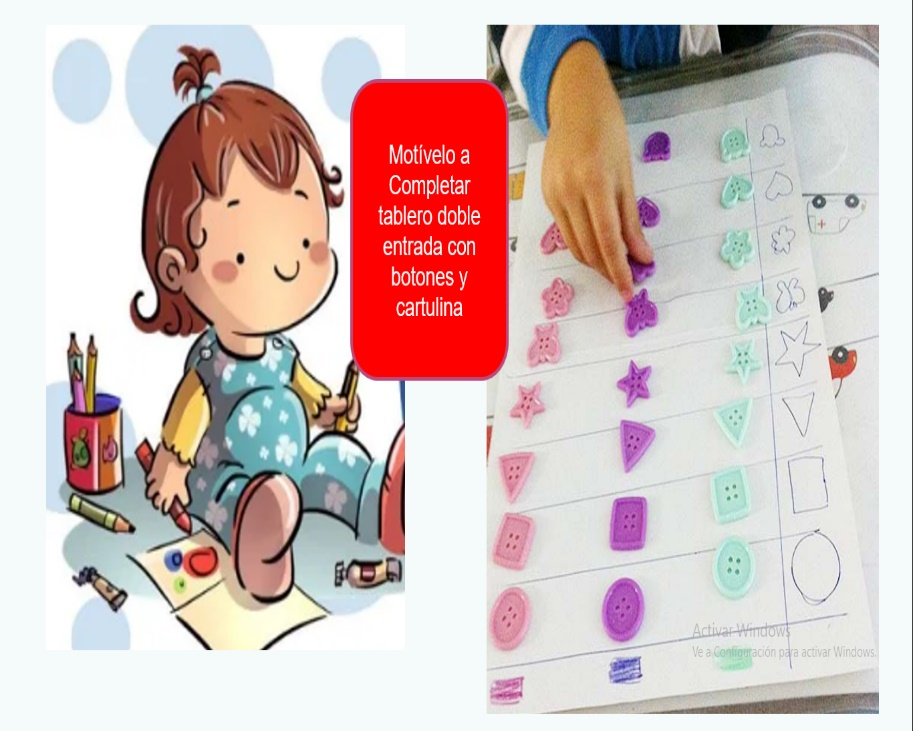 Motívelo a
Completar
tablero doble
entrada con
botones y
cartulina
Activar Windows
Ve a Configuración para activar Windows.